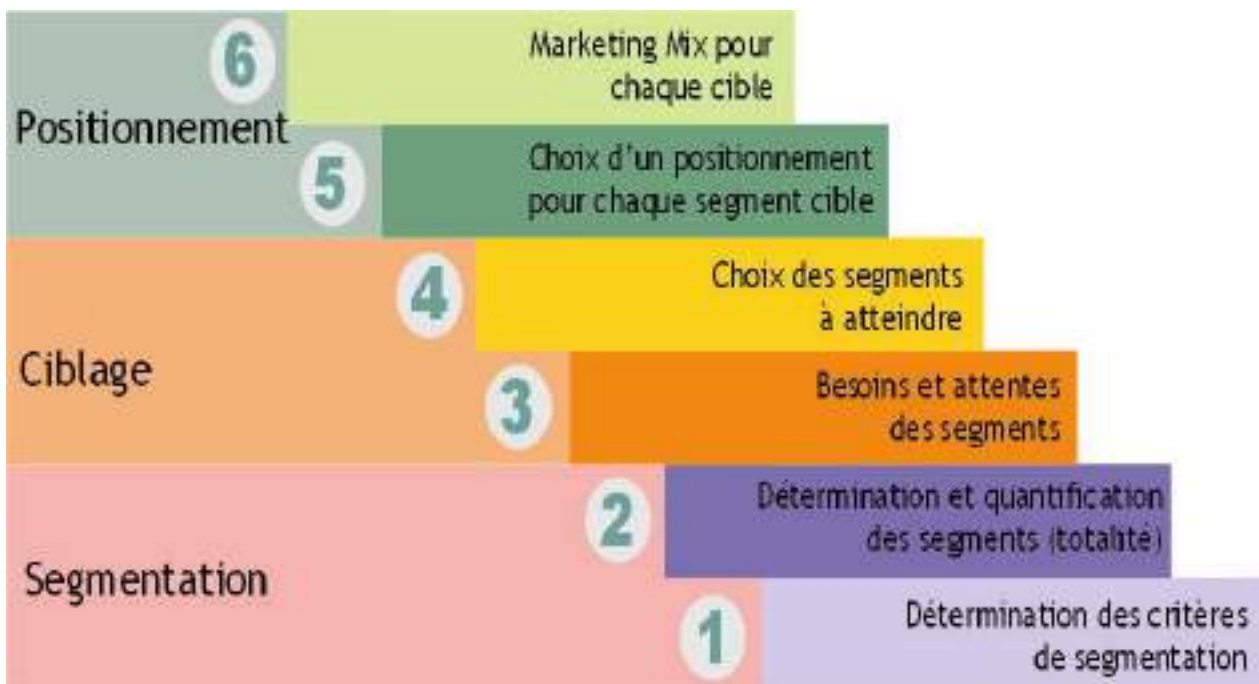 6
Marketing Mix pour
chaque cible
Positionnement
5
Choix d'un positionnement
pour chaque segment cible
4
Choix des segments
à atteindre
Ciblage
3
Besoins et attentes
des segments
2
Détermination et quantification
des segments (totalité)
Segmentation
1
Détermination des critères
de segmentation